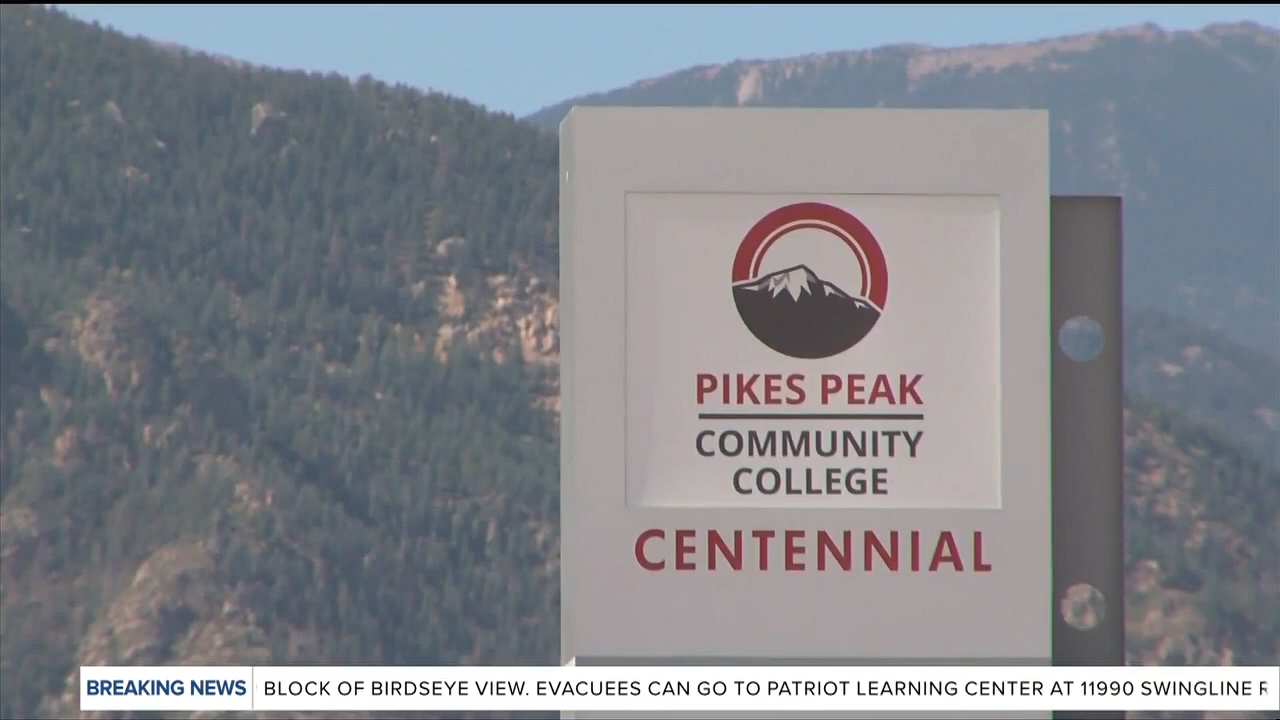 PIKES PEAK
COMMUNITY
COLLEGE
CENTENNIAL
BREAKING NEWS
BLOCK OF BIRDSEYE VIEW. EVACUEES CAN GO TO PATRIOT LEARNING CENTER AT 11990 SWINGLINE